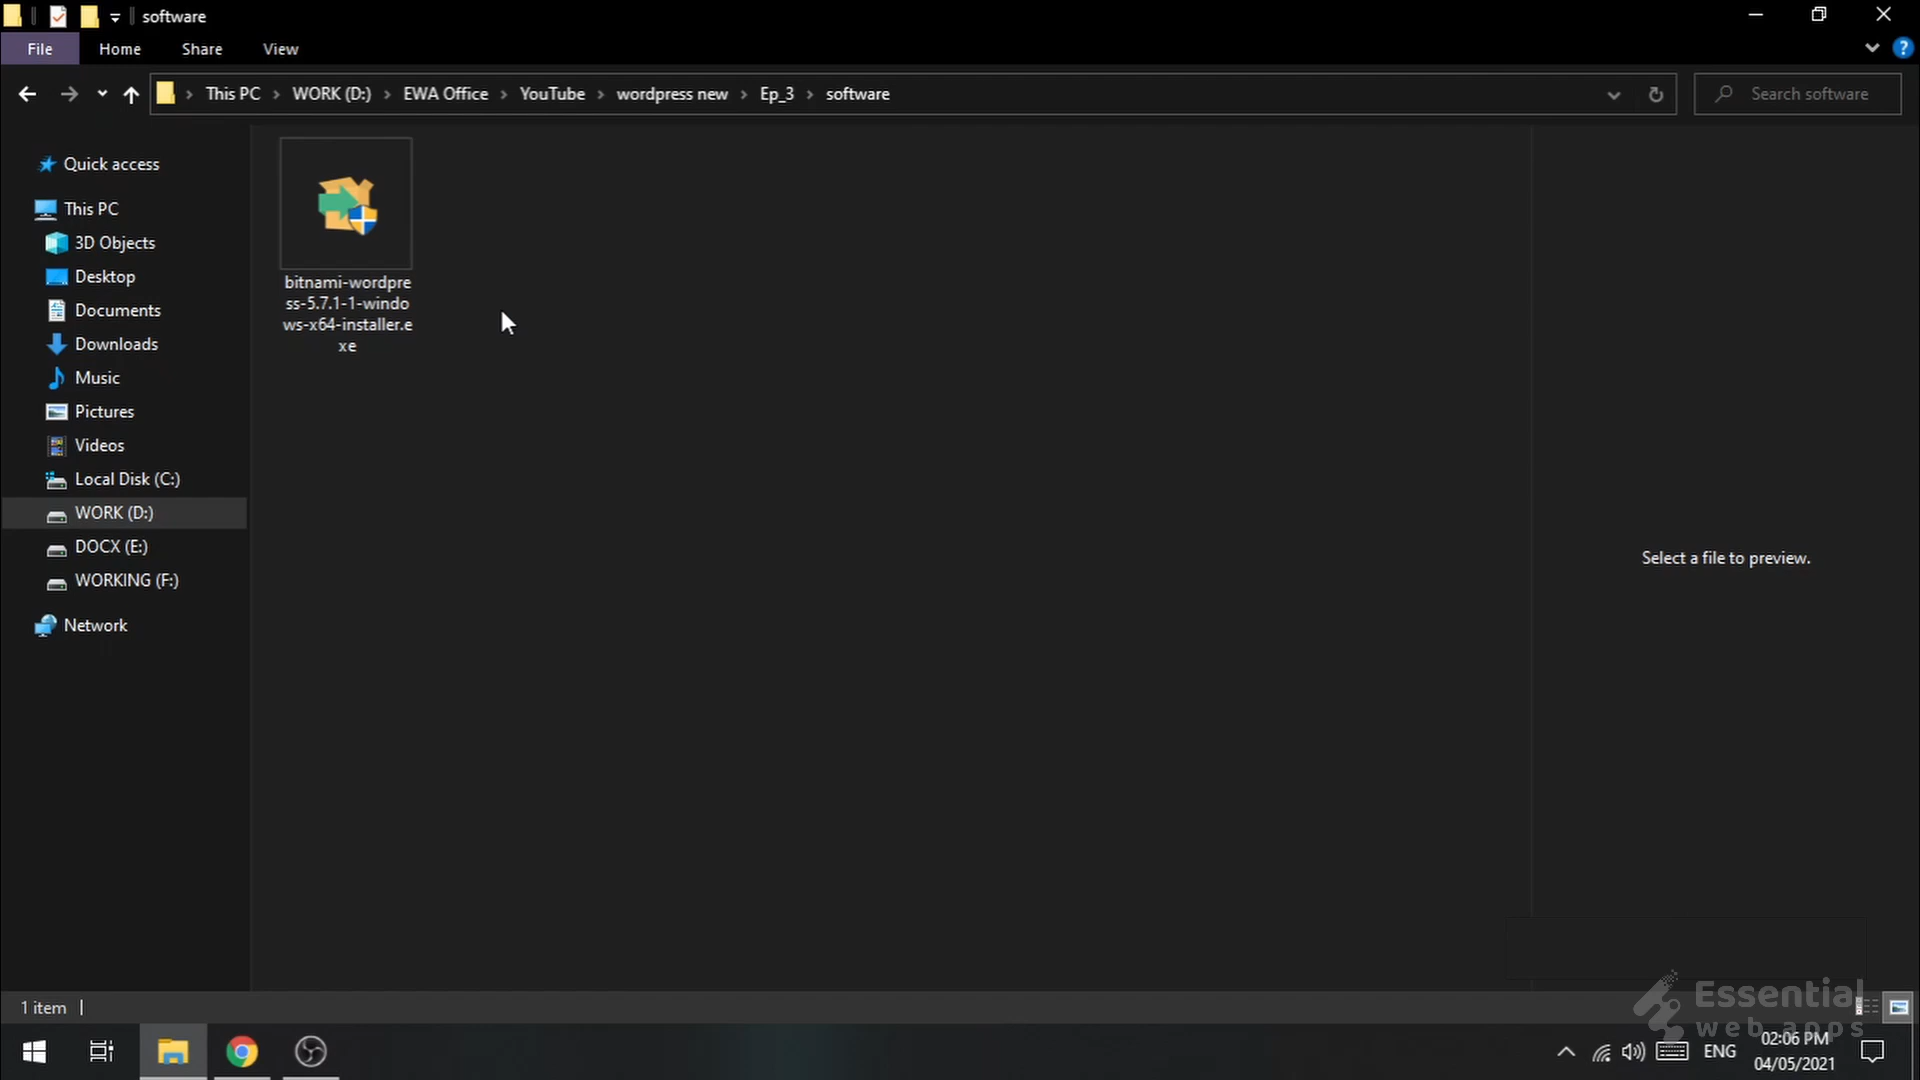 software
File
Home
Share
View
This PC
WORK (D:)
EWA Office
YouTube
wordpress new
Ep_3
software
Search software
Quick access
This PC
3D Objects
Desktop
Documents
Downloads
Music
Pictures
Videos
Local Disk (C:)
WORK (D:)
DOCX (E:)
WORKING (F:)
Network
bitnami-wordpre
ss-5.7.1-1-windo
ws-x64-installer.e
xe
Select a file to preview.
1 item
Essential
web apps
ENG
02:06 PM
04/05/2021